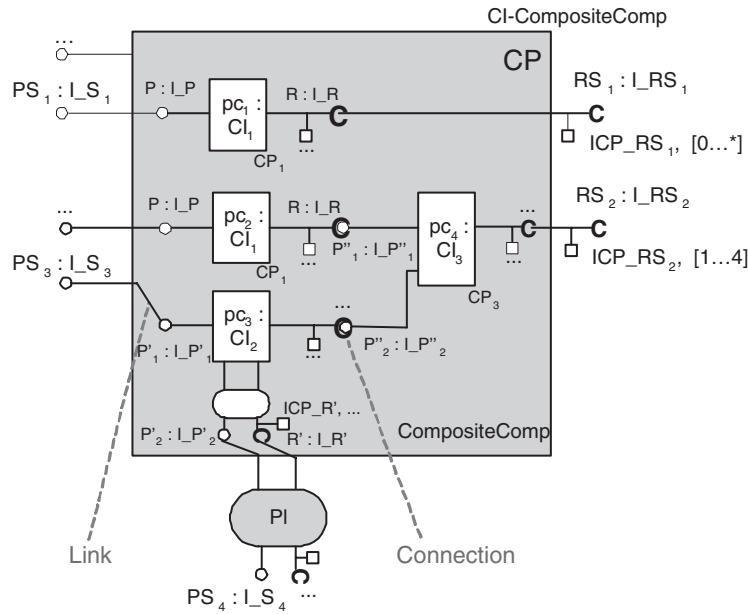 CI-CompositeComp
...
CP
PS1 : I_S1
P : I_P
pc1 :
CI1
CP1
R : I_R
...
RS1 : I_RS1
ICP_RS1, [0...*]
...
P : I_P
pc2 :
CI1
CP1
R : I_R
...
P''1 : I_P''1
pc4 :
CI3
CP3
...
...
RS2 : I_RS2
ICP_RS2, [1...4]
PS3 : I_S3
P'1 : I_P'1
pc3 :
CI2
...
...
P''2 : I_P''2
ICP_R', ...
P'2 : I_P'2
R' : I_R'
CompositeComp
PI
Link
Connection
PS4 : I_S4
...